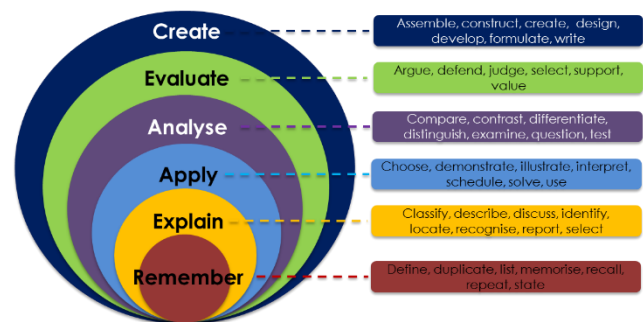 Create
Assemble, construct, create, design,
develop, formulate, write
Evaluate
Argue, defend, judge, select, support,
value
Analyse
Compare, contrast, differentiate,
distinguish, examine, question, test
Apply
Choose, demonstrate, illustrate, interpret,
schedule, solve, use
Explain
Classify, describe, discuss, identify,
locate, recognise, report, select
Remember
Define, duplicate, list, memorise, recall,
repeat, state